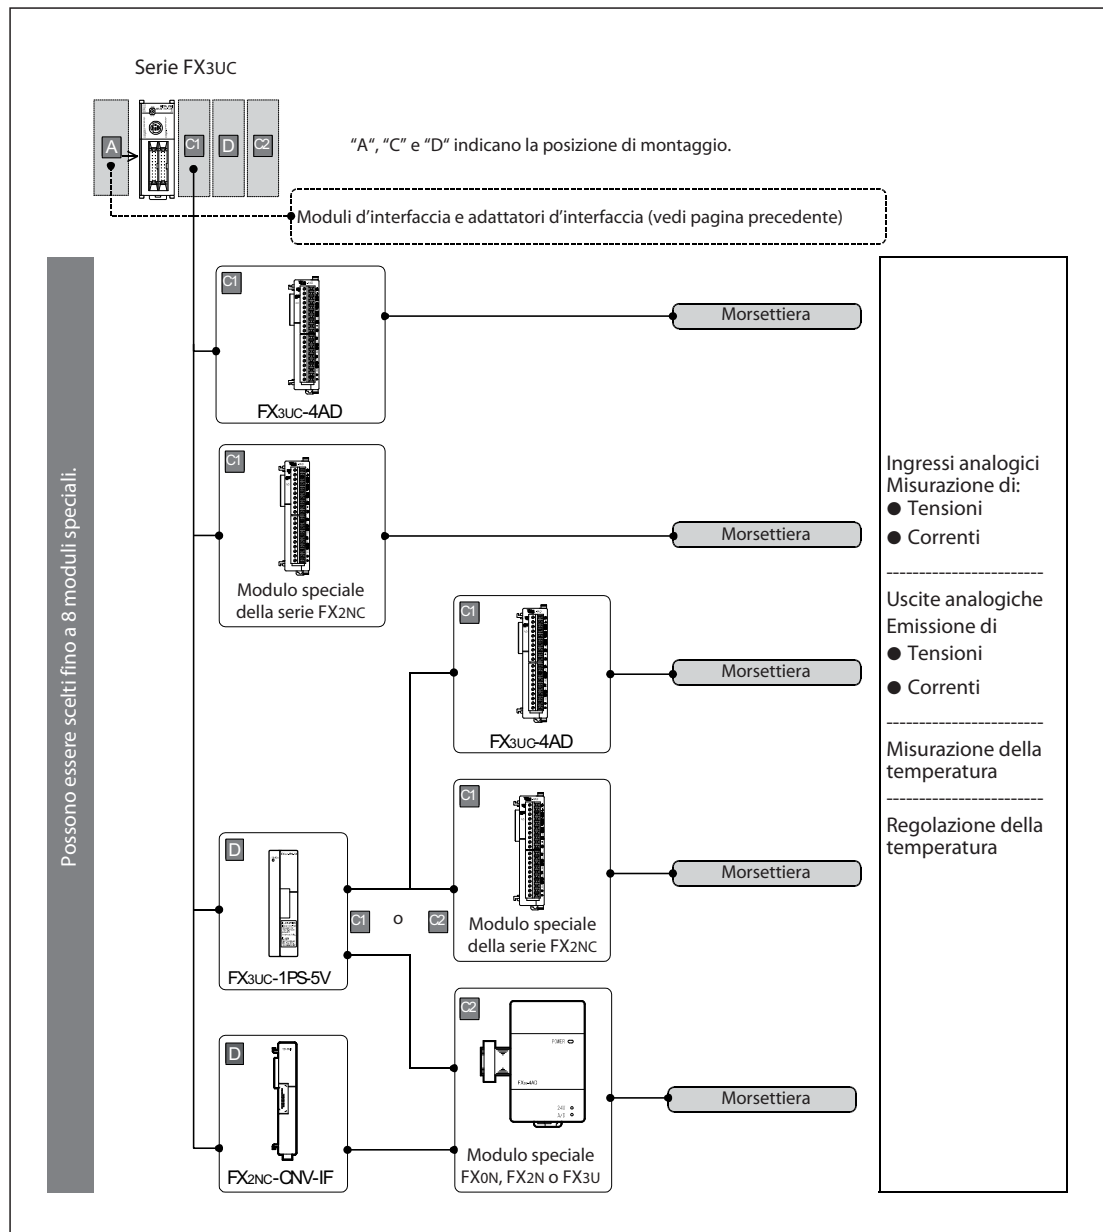 Serie FX3UC
A
C1
D
C2
“A“, “C” e “D“ indicano la posizione di montaggio.
Moduli d’interfaccia e adattatori d’interfaccia (vedi pagina precedente)
Possono essere scelti fino a 8 moduli speciali.
C1
FX3UC-4AD
Morsettiera
C1
Modulo speciale
della serie FX2NC
Morsettiera
C1
FX3UC-4AD
Morsettiera
C1
Modulo speciale
della serie FX2NC
Morsettiera
D
FX3UC-1PS-5V
C1 o C2
D
FX2NC-CNV-IF
C2
POWER
24V
A/D
Modulo speciale
FX0N, FX2N o FX3U
Morsettiera
Ingressi analogici
Misurazione di:
● Tensioni
● Correnti
------------------------
Uscite analogiche
Emissione di
● Tensioni
● Correnti
------------------------
Misurazione della
temperatura
------------------------
Regolazione della
temperatura